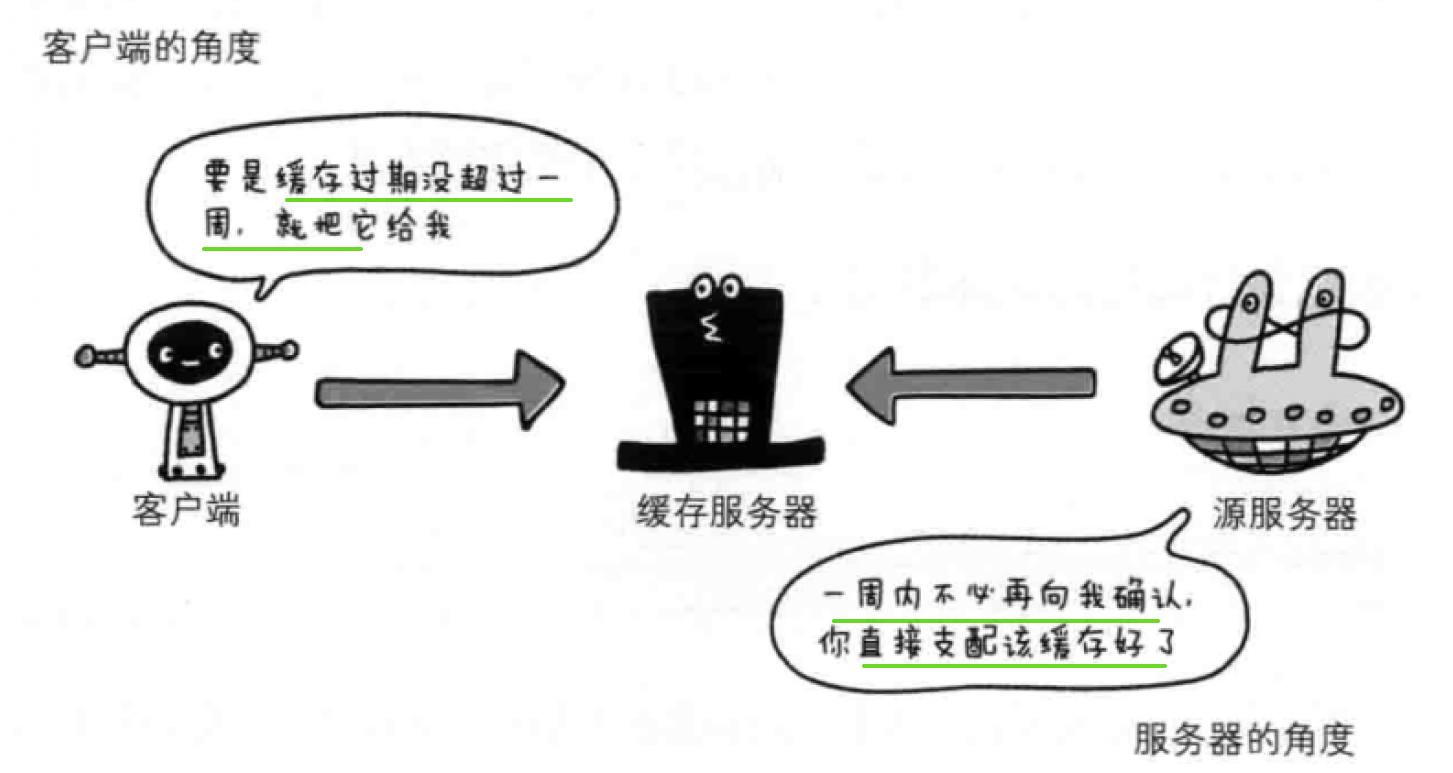 客户端的角度
要是缓存过期没超过一
周，就把它给我
客户端
缓存服务器
源服务器
一周内不必再向我确认，
你直接支配该缓存好了
服务器的角度